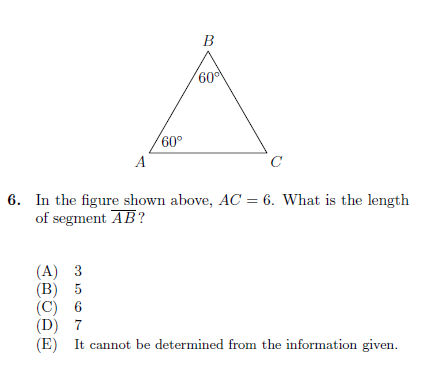 B
60°
60°
A
C
6. In the figure shown above, AC = 6. What is the length
of segment AB?
(A) 3
(B) 5
(C) 6
(D) 7
(E) It cannot be determined from the information given.